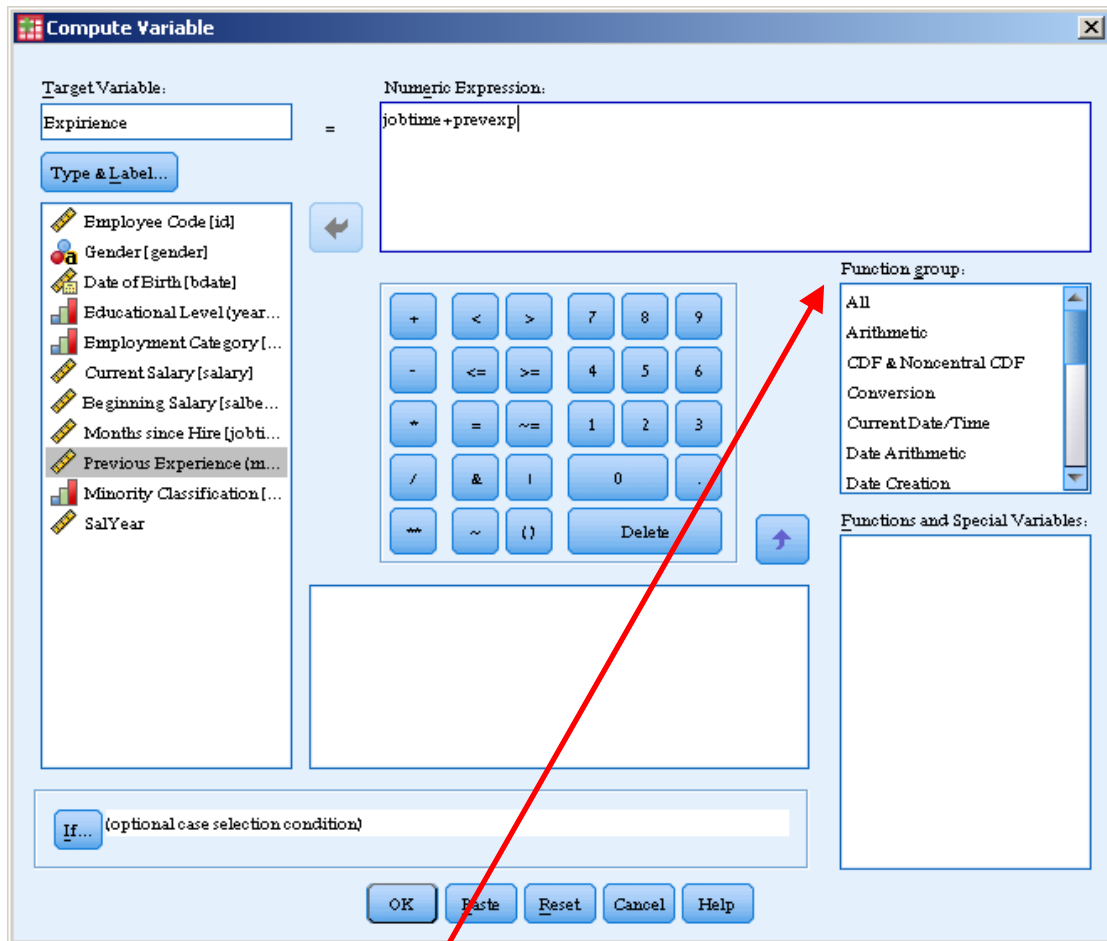 Compute Variable
Target Variable:
Numeric Expression:
Expirience
=
jobtime+prevexp
Type & Label...
Employee Code [id]
Gender [gender]
Date of Birth [bdate]
Educational Level (year...
Employment Category [...
Current Salary [salary]
Beginning Salary [salbe...
Months since Hire [jobti...
Previous Experience (m...
Minority Classification [...
SalYear
+ < > 7 8 9
- <= >= 4 5 6
* = ~= 1 2 3
/ & | 0 .
** ~ () Delete
Function group:
All
Arithmetic
CDF & Noncentral CDF
Conversion
Current Date/Time
Date Arithmetic
Date Creation
Functions and Special Variables:
If... (optional case selection condition)
OK Paste Reset Cancel Help